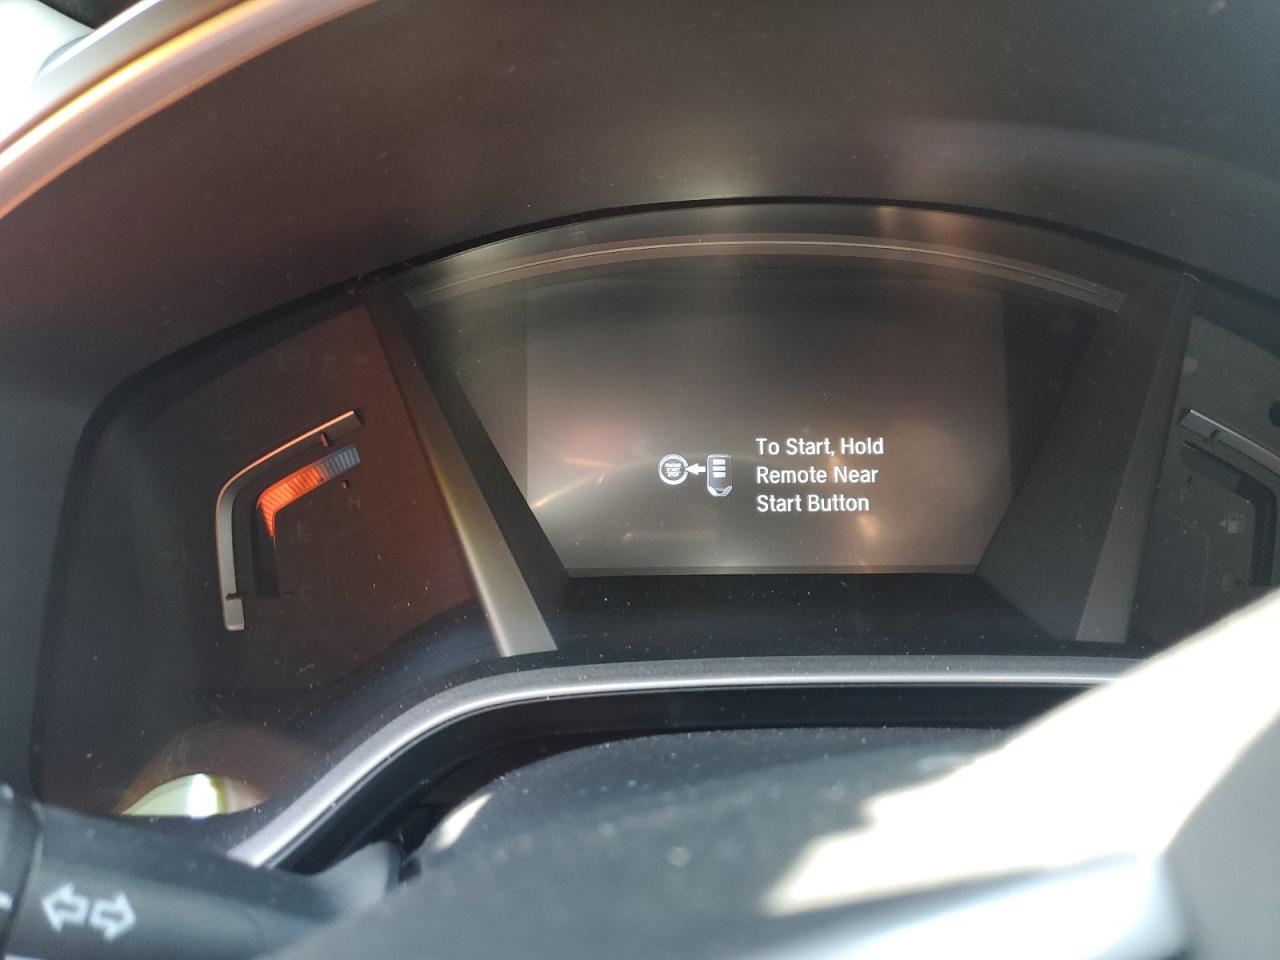 To Start, Hold
Remote Near
Start Button
H
C